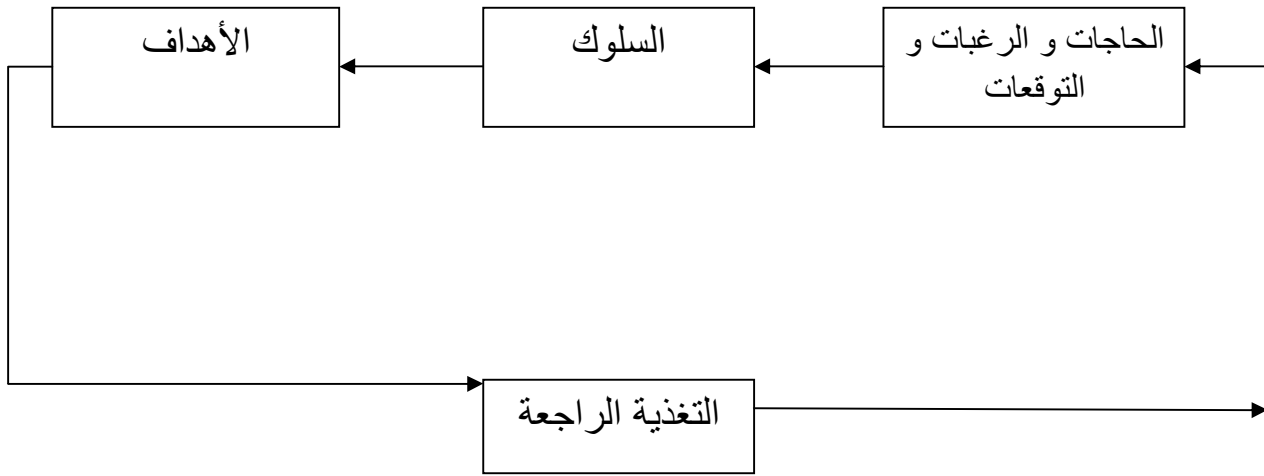 الحاجات و الرغبات و
التوقعات
السلوك
الأهداف
التغذية الراجعة